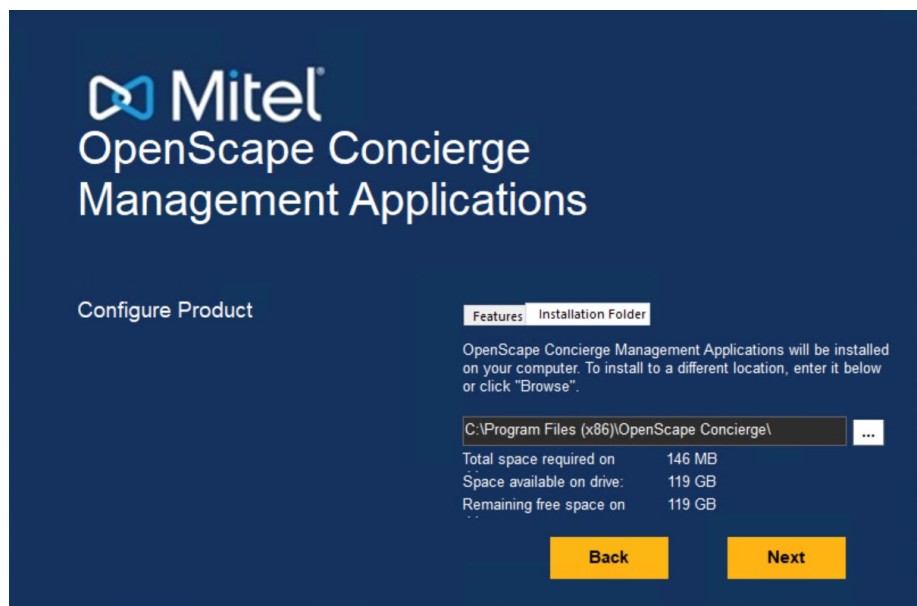 Mitel®
OpenScape Concierge
Management Applications
Configure Product
Features
Installation Folder
OpenScape Concierge Management Applications will be installed
on your computer. To install to a different location, enter it below
or click "Browse".
C:\Program Files (x86)\OpenScape Concierge\
...
Total space required on
146 MB
Space available on drive:
119 GB
Remaining free space on
119 GB
Back
Next